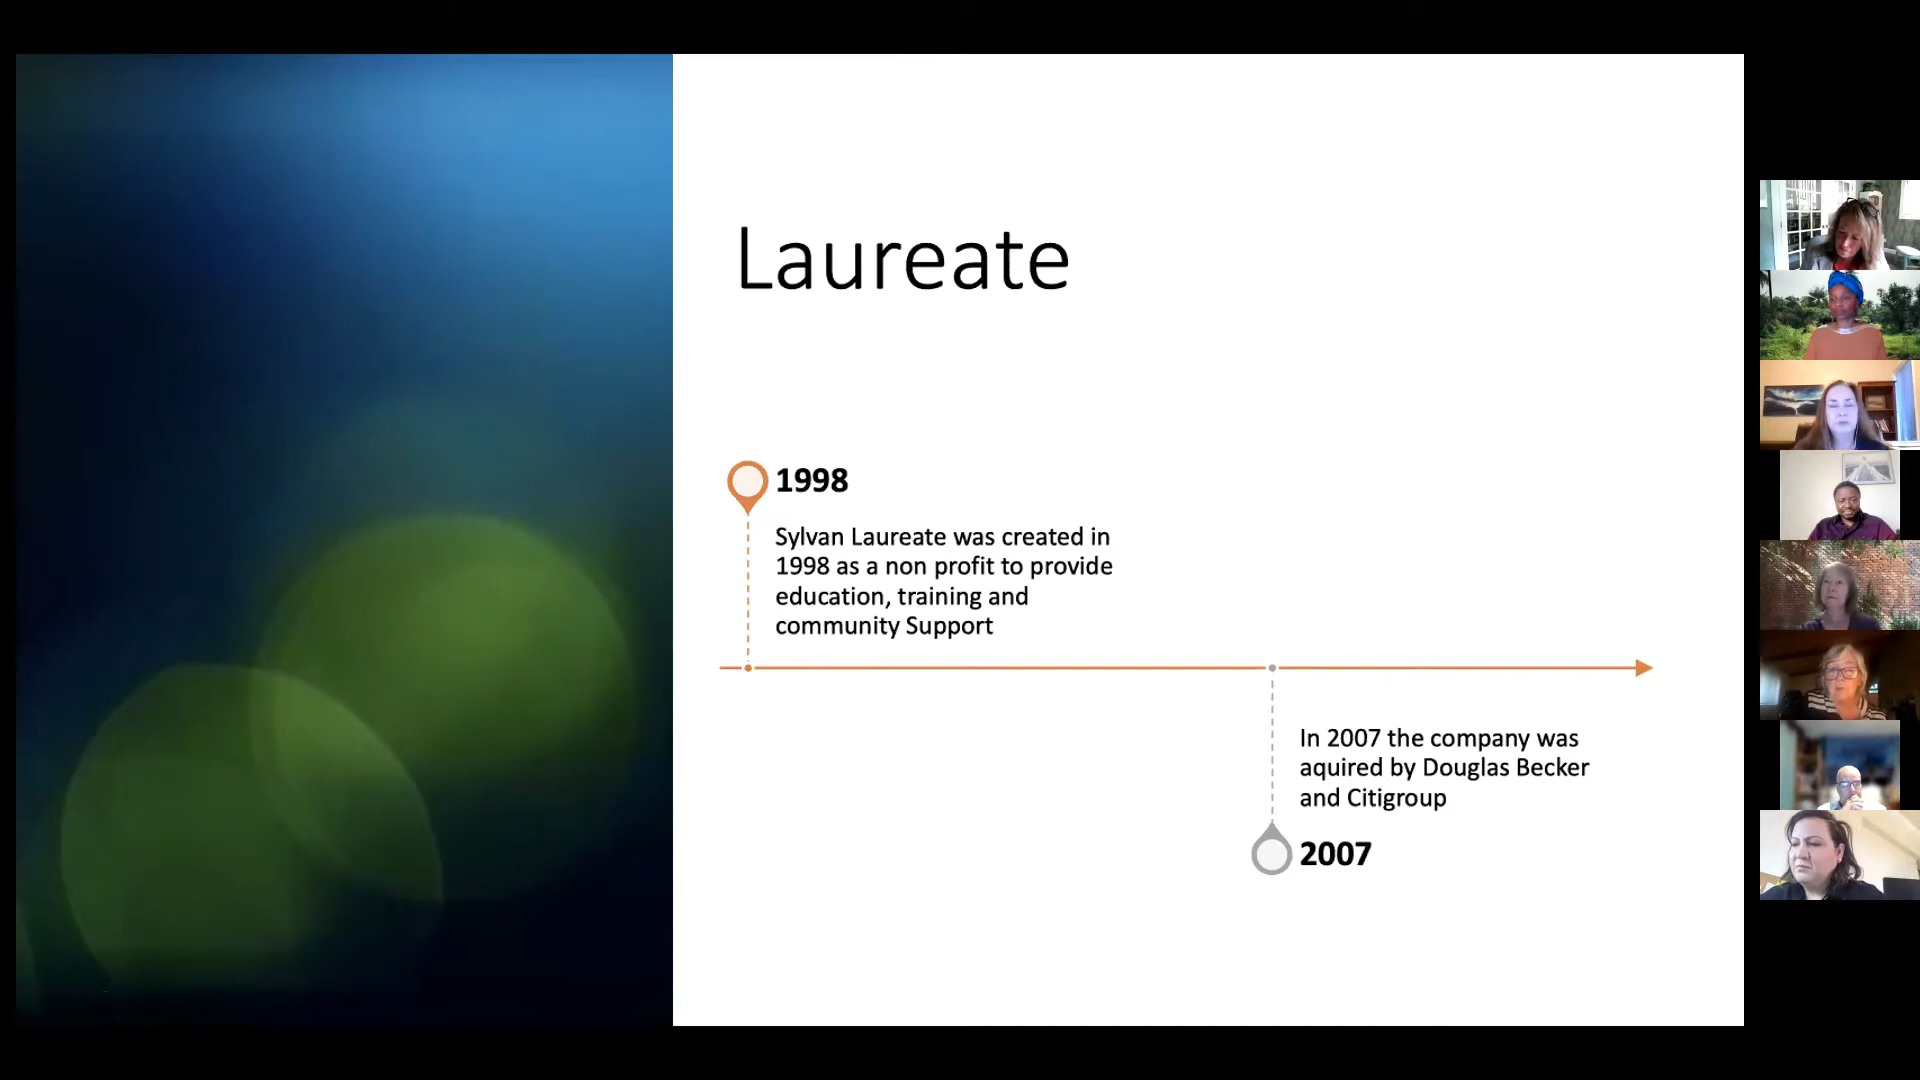 Laureate
1998
Sylvan Laureate was created in
1998 as a non profit to provide
education, training and
community Support
In 2007 the company was
aquired by Douglas Becker
and Citigroup
2007